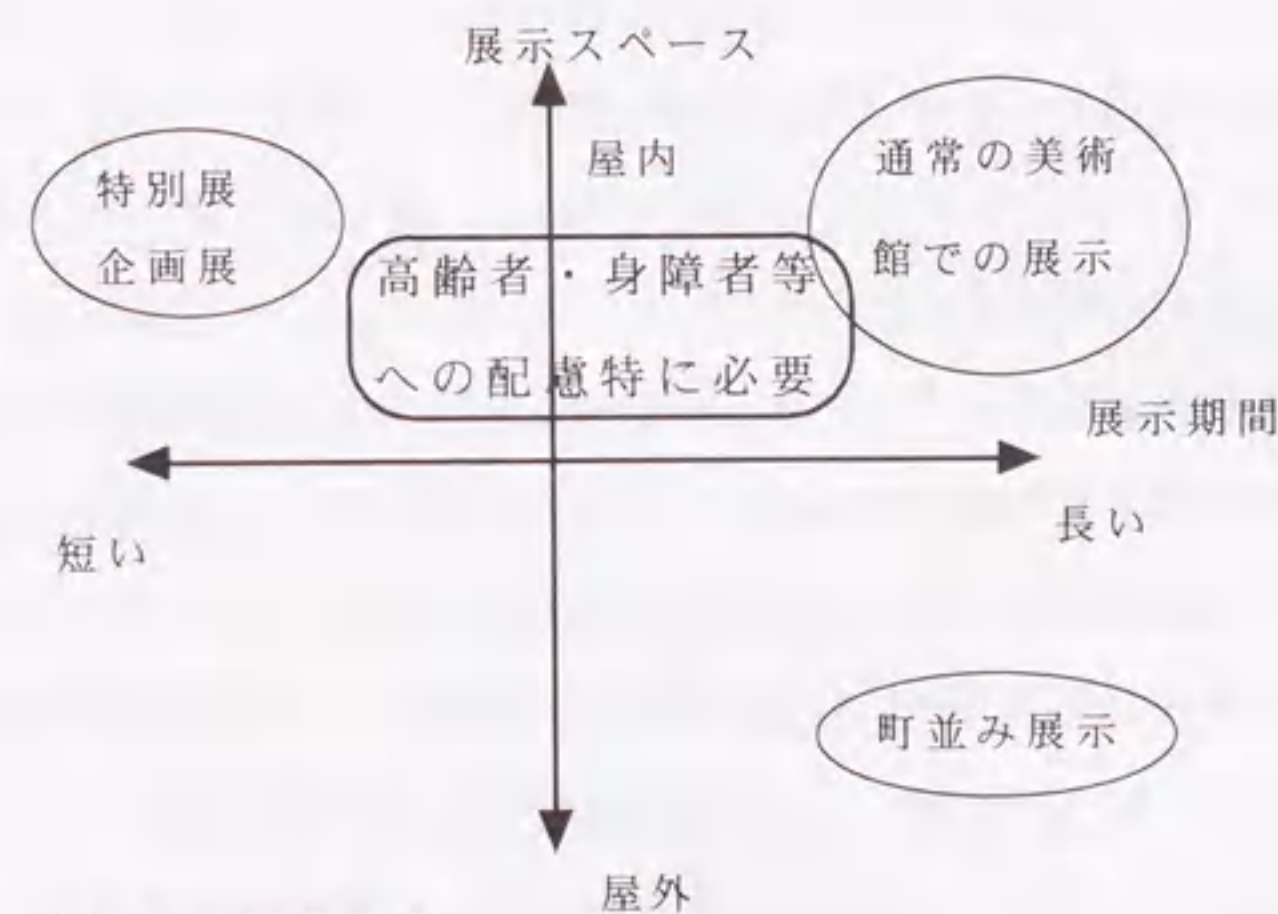 展示スペース
屋内
特別展
企画展
通常の美術
館での展示
高齢者・身障者等
への配慮特に必要
展示期間
短い
長い
町並み展示
屋外